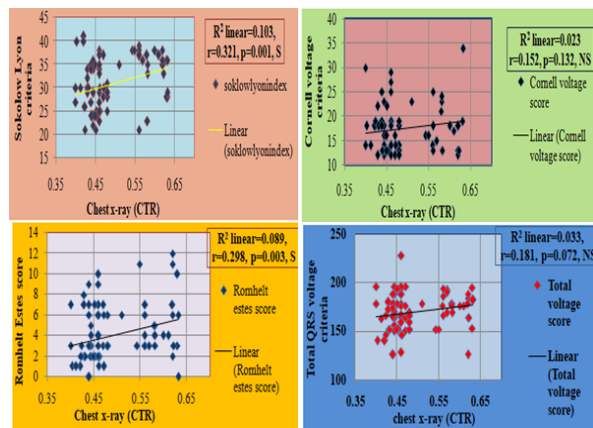 R² linear=0.103,
r=0.321, p=0.001, S
Sokolow Lyon
criteria
45
40
35
30
25
20
15
0.35
0.45
0.55
0.65
Chest x-ray (CTR)
soklowlyonindex
Linear
(soklowlyonindex)
R² linear=0.023
r=0.152, p=0.132, NS
Cornell voltage
criteria
40
35
30
25
20
15
10
0.35
0.45
0.55
0.65
Chest x-ray (CTR)
Cornell voltage
score
Linear (Cornell
voltage score)
R² linear=0.089,
r=0.298, p=0.003, S
Romhelt Estes score
14
12
10
8
6
4
2
0
0.35
0.45
0.55
0.65
Chest x-ray (CTR)
Romhelt
estes score
Linear
(Romhelt
estes score)
R² linear=0.033,
r=0.181, p=0.072, NS
Total QRS voltage
criteria
250
200
150
100
0.35
0.45
0.55
0.65
chest x-ray (CTR)
Total
voltage
score
Linear
(Total
voltage
score)